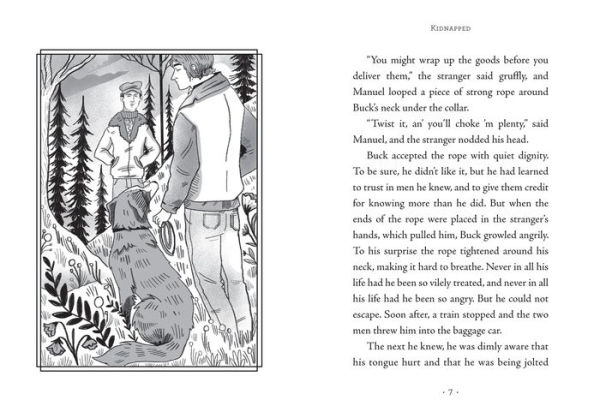 Kidnapped
"You might wrap up the goods before you
deliver them," the stranger said gruffly, and
Manuel looped a piece of strong rope around
Buck's neck under the collar.
"Twist it, an' you'll choke 'm plenty," said
Manuel, and the stranger nodded his head.
Buck accepted the rope with quiet dignity.
To be sure, he didn't like it, but he had learned
to trust in men he knew, and to give them credit
for knowing more than he did. But when the
ends of the rope were placed in the stranger's
hands, which pulled him, Buck growled angrily.
To his surprise the rope tightened around his
neck, making it hard to breathe. Never in all his
life had he been so vilely treated, and never in all
his life had he been so angry. But he could not
escape. Soon after, a train stopped and the two
men threw him into the baggage car.
The next he knew, he was dimly aware that
his tongue hurt and that he was being jolted
· 7 ·